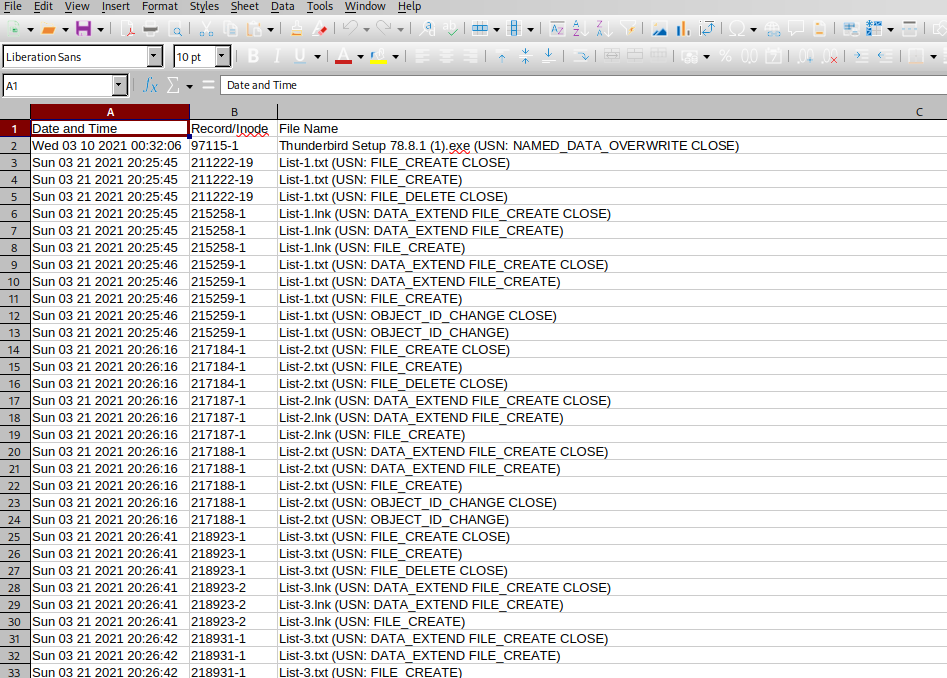 File Edit View Insert Format Styles Sheet Data Tools Window Help
Liberation Sans 10 pt
A1 Date and Time
A B C
1 Date and Time Record/Inode File Name
2 Wed 03 10 2021 00:32:06 97115-1 Thunderbird Setup 78.8.1 (1).exe (USN: NAMED_DATA_OVERWRITE CLOSE)
3 Sun 03 21 2021 20:25:45 211222-19 List-1.txt (USN: FILE_CREATE CLOSE)
4 Sun 03 21 2021 20:25:45 211222-19 List-1.txt (USN: FILE_CREATE)
5 Sun 03 21 2021 20:25:45 211222-19 List-1.txt (USN: FILE_DELETE CLOSE)
6 Sun 03 21 2021 20:25:45 215258-1 List-1.lnk (USN: DATA_EXTEND FILE_CREATE CLOSE)
7 Sun 03 21 2021 20:25:45 215258-1 List-1.lnk (USN: DATA_EXTEND FILE_CREATE)
8 Sun 03 21 2021 20:25:45 215258-1 List-1.lnk (USN: FILE_CREATE)
9 Sun 03 21 2021 20:25:46 215259-1 List-1.txt (USN: DATA_EXTEND FILE_CREATE CLOSE)
10 Sun 03 21 2021 20:25:46 215259-1 List-1.txt (USN: DATA_EXTEND FILE_CREATE)
11 Sun 03 21 2021 20:25:46 215259-1 List-1.txt (USN: FILE_CREATE)
12 Sun 03 21 2021 20:25:46 215259-1 List-1.txt (USN: OBJECT_ID_CHANGE CLOSE)
13 Sun 03 21 2021 20:25:46 215259-1 List-1.txt (USN: OBJECT_ID_CHANGE)
14 Sun 03 21 2021 20:26:16 217184-1 List-2.txt (USN: FILE_CREATE CLOSE)
15 Sun 03 21 2021 20:26:16 217184-1 List-2.txt (USN: FILE_CREATE)
16 Sun 03 21 2021 20:26:16 217184-1 List-2.txt (USN: FILE_DELETE CLOSE)
17 Sun 03 21 2021 20:26:16 217187-1 List-2.lnk (USN: DATA_EXTEND FILE_CREATE CLOSE)
18 Sun 03 21 2021 20:26:16 217187-1 List-2.lnk (USN: DATA_EXTEND FILE_CREATE)
19 Sun 03 21 2021 20:26:16 217187-1 List-2.lnk (USN: FILE_CREATE)
20 Sun 03 21 2021 20:26:16 217188-1 List-2.txt (USN: DATA_EXTEND FILE_CREATE CLOSE)
21 Sun 03 21 2021 20:26:16 217188-1 List-2.txt (USN: DATA_EXTEND FILE_CREATE)
22 Sun 03 21 2021 20:26:16 217188-1 List-2.txt (USN: FILE_CREATE)
23 Sun 03 21 2021 20:26:16 217188-1 List-2.txt (USN: OBJECT_ID_CHANGE CLOSE)
24 Sun 03 21 2021 20:26:16 217188-1 List-2.txt (USN: OBJECT_ID_CHANGE)
25 Sun 03 21 2021 20:26:41 218923-1 List-3.txt (USN: FILE_CREATE CLOSE)
26 Sun 03 21 2021 20:26:41 218923-1 List-3.txt (USN: FILE_CREATE)
27 Sun 03 21 2021 20:26:41 218923-1 List-3.txt (USN: FILE_DELETE CLOSE)
28 Sun 03 21 2021 20:26:41 218923-2 List-3.lnk (USN: DATA_EXTEND FILE_CREATE CLOSE)
29 Sun 03 21 2021 20:26:41 218923-2 List-3.lnk (USN: DATA_EXTEND FILE_CREATE)
30 Sun 03 21 2021 20:26:41 218923-2 List-3.lnk (USN: FILE_CREATE)
31 Sun 03 21 2021 20:26:42 218931-1 List-3.txt (USN: DATA_EXTEND FILE_CREATE CLOSE)
32 Sun 03 21 2021 20:26:42 218931-1 List-3.txt (USN: DATA_EXTEND FILE_CREATE)
33 Sun 03 21 2021 20:26:42 218931-1 List-3.txt (USN: FILE_CREATE)